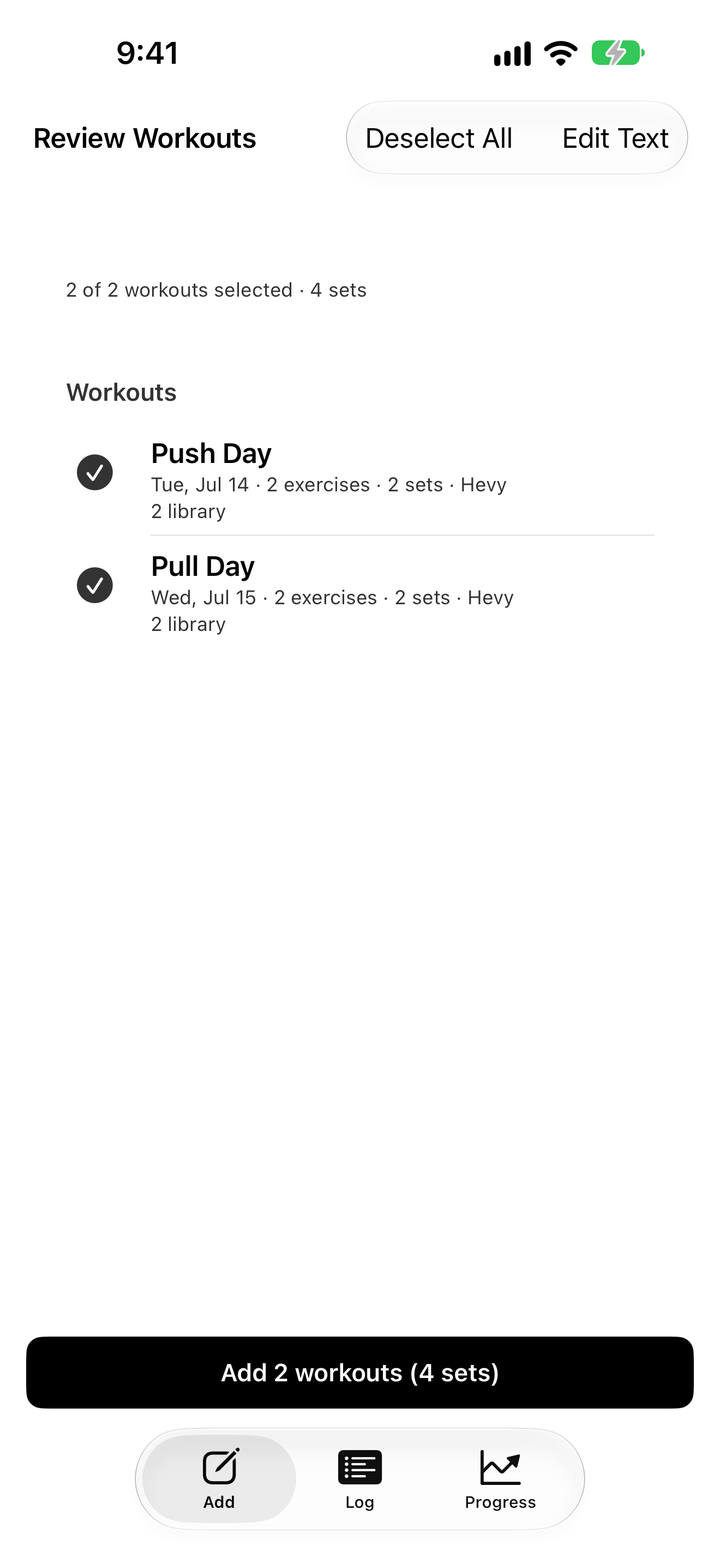 9:41
Review Workouts
Deselect All
Edit Text
2 of 2 workouts selected · 4 sets
Workouts
Push Day
Tue, Jul 14 · 2 exercises · 2 sets · Hevy
2 library
Pull Day
Wed, Jul 15 · 2 exercises · 2 sets · Hevy
2 library
Add 2 workouts (4 sets)
Add
Log
Progress